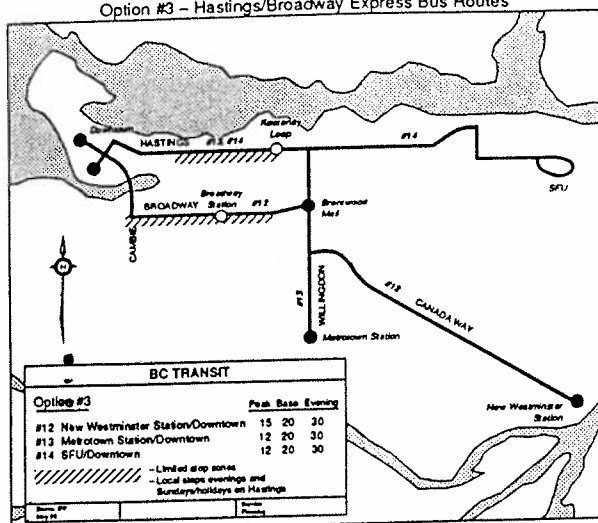 Option #3 – Hastings/Broadway Express Bus Routes
Downtown
HASTINGS #13, #14
Kootenay
Loop
#14
SFU
BROADWAY
Broadway
Station
#12
Brentwood
Mall
CAMBIE
N
#13
WILLINGDON
#12
CANADA WAY
Metrotown Station
New Westminster
Station
BC TRANSIT
Option #3
Peak Base Evening
#12 New Westminster Station/Downtown 15 20 30
#13 Metrotown Station/Downtown 12 20 30
#14 SFU/Downtown 12 20 30
– Limited stop zones
– Local stops evenings and
Sundays/holidays on Hastings
Planning